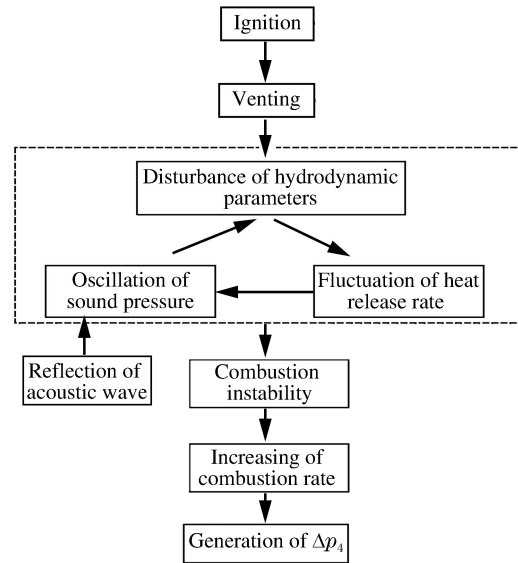 Ignition
Venting
Disturbance of hydrodynamic
parameters
Oscillation of
sound pressure
Fluctuation of heat
release rate
Reflection of
acoustic wave
Combustion
instability
Increasing of
combustion rate
Generation of Δp₄